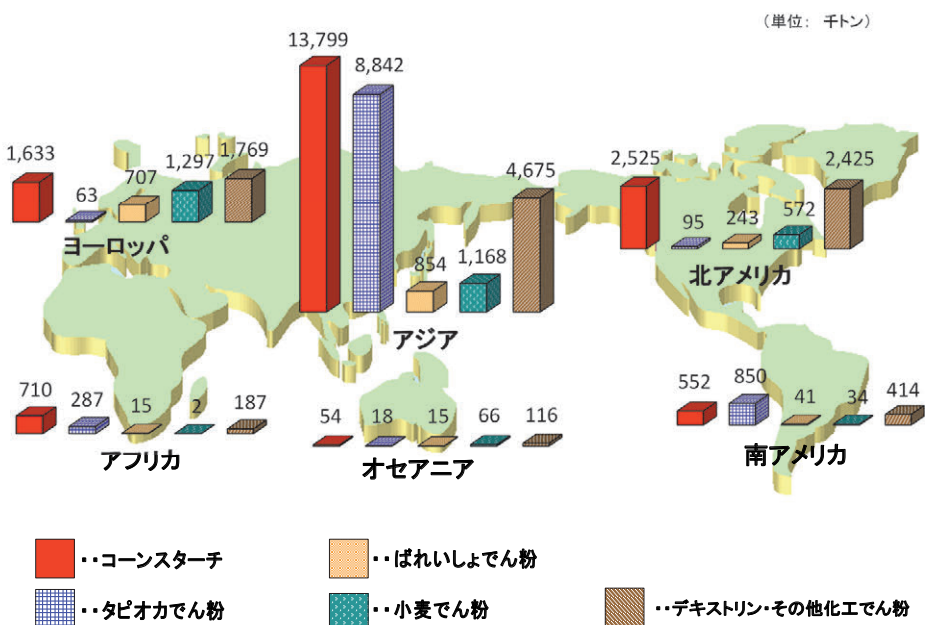 （単位： 千トン）
13,799
8,842
1,633
63
707
1,297
1,769
ヨーロッパ
4,675
854
1,168
アジア
2,525
95
243
572
2,425
北アメリカ
710
287
15
2
187
アフリカ
54
18
15
66
116
オセアニア
552
850
41
34
414
南アメリカ
・・コーンスターチ
・・ばれいしょでん粉
・・タピオカでん粉
・・小麦でん粉
・・デキストリン・その他化工でん粉